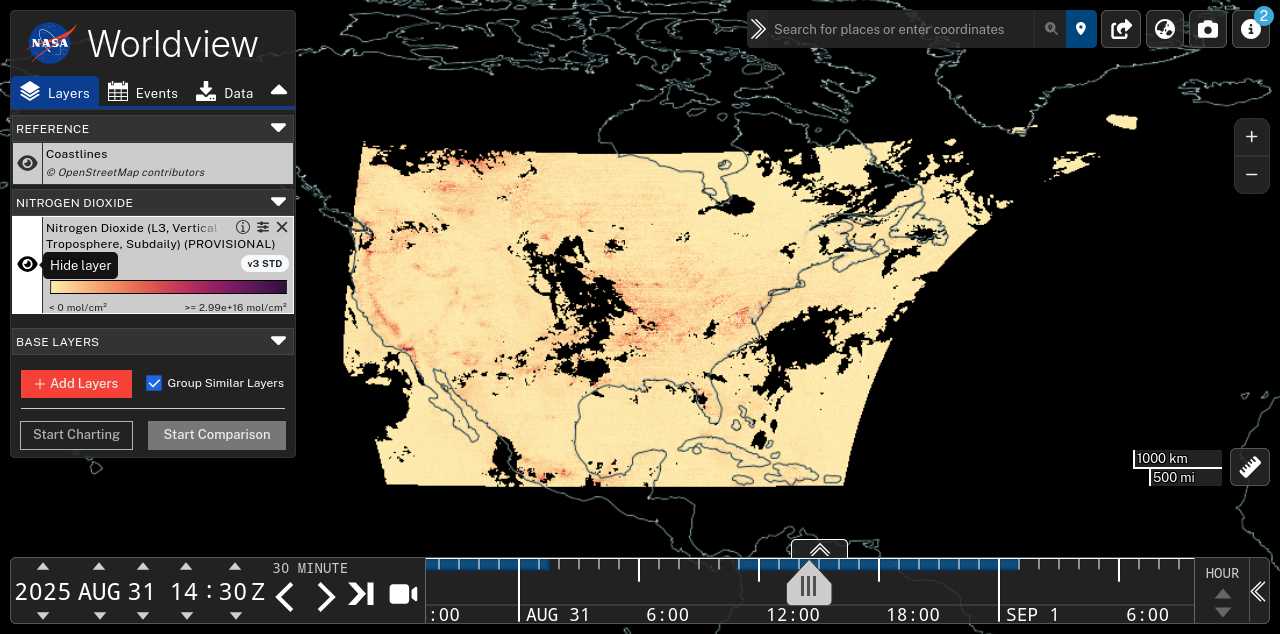 NASA
Worldview
Layers
Events
Data
REFERENCE
Coastlines
© OpenStreetMap contributors
NITROGEN DIOXIDE
Nitrogen Dioxide (L3, Vertical
Troposphere, Subdaily) (PROVISIONAL)
Hide layer
v3 STD
< 0 mol/cm²
>= 2.99e+16 mol/cm²
BASE LAYERS
+ Add Layers
Group Similar Layers
Start Charting
Start Comparison
Search for places or enter coordinates
2
+
−
1000 km
500 mi
2025 AUG 31 14 : 30 Z
30 MINUTE
:00
AUG 31
6:00
12:00
18:00
SEP 1
6:00
HOUR